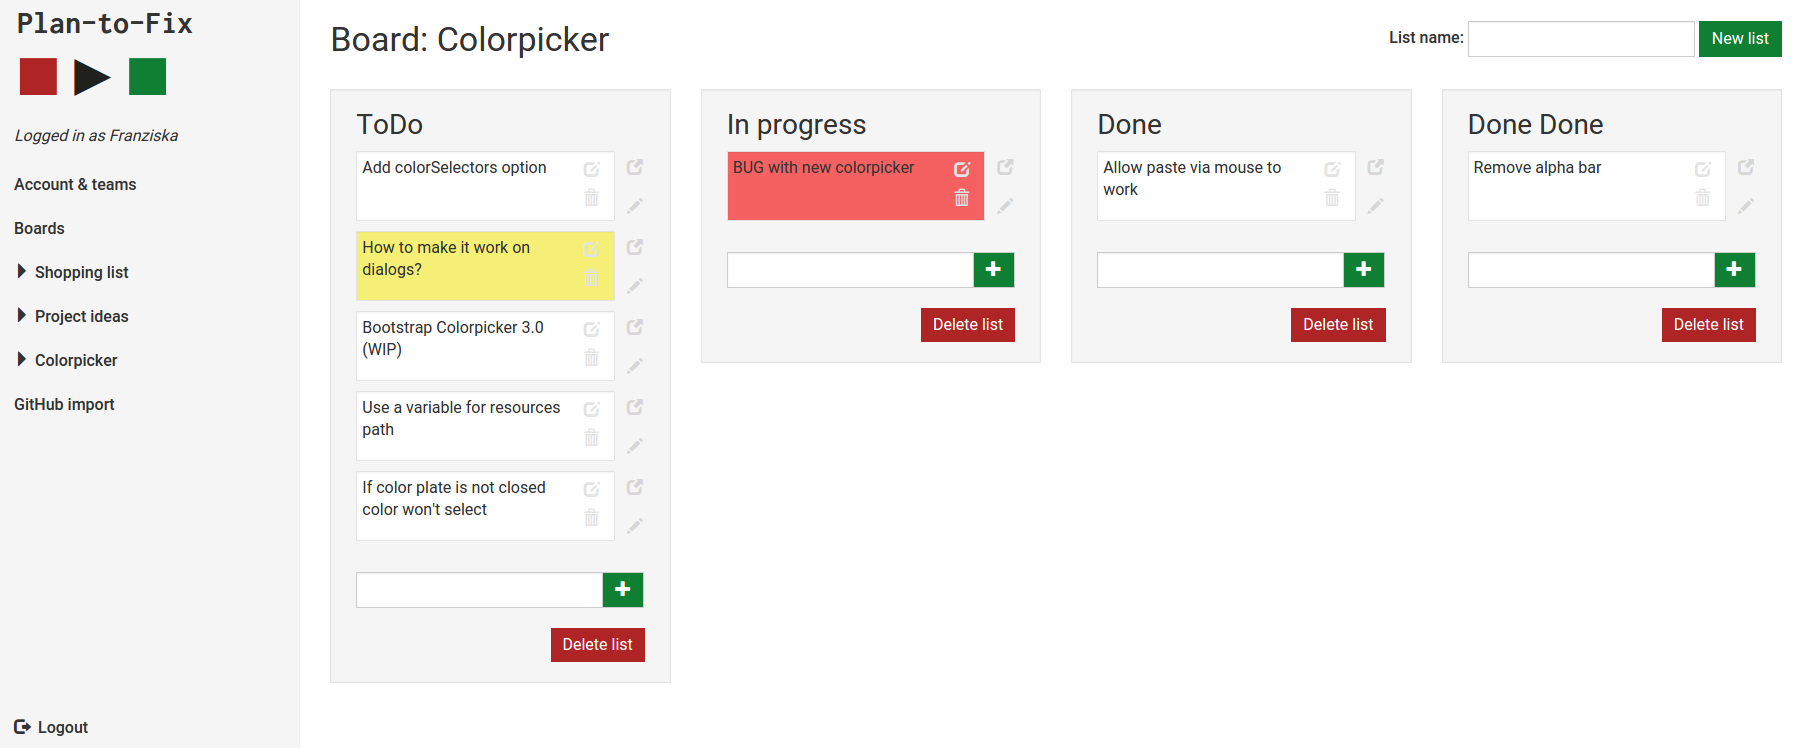 Plan-to-Fix
Logged in as Franziska
Account & teams
Boards
Shopping list
Project ideas
Colorpicker
GitHub import
Logout
Board: Colorpicker
List name:
New list
ToDo
Add colorSelectors option
How to make it work on
dialogs?
Bootstrap Colorpicker 3.0
(WIP)
Use a variable for resources
path
If color plate is not closed
color won't select
Delete list
In progress
BUG with new colorpicker
Delete list
Done
Allow paste via mouse to
work
Delete list
Done Done
Remove alpha bar
Delete list